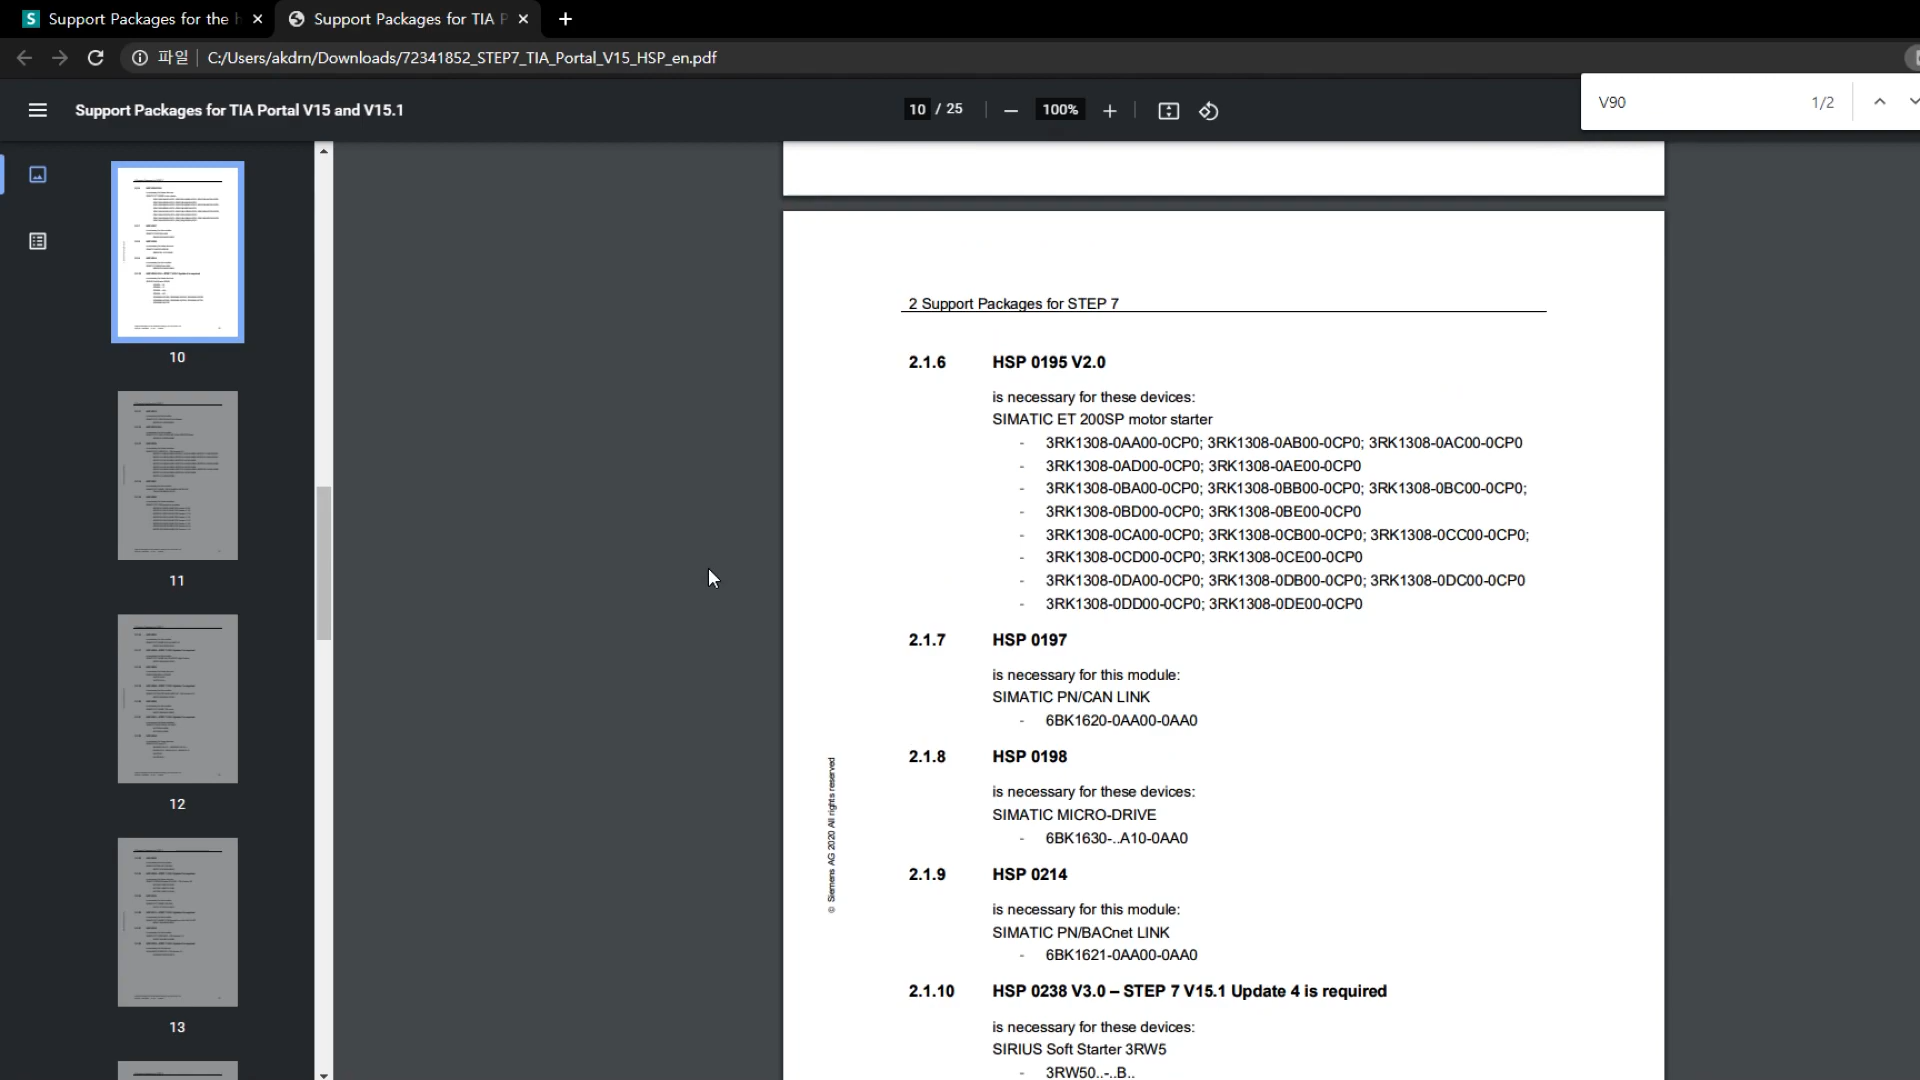 Support Packages for the
Support Packages for TIA P
파일
C:/Users/akdrn/Downloads/72341852_STEP7_TIA_Portal_V15_HSP_en.pdf
Support Packages for TIA Portal V15 and V15.1
10 / 25
100%
V90
1/2
10
11
12
13
2 Support Packages for STEP 7
2.1.6 HSP 0195 V2.0
is necessary for these devices:
SIMATIC ET 200SP motor starter
- 3RK1308-0AA00-0CP0; 3RK1308-0AB00-0CP0; 3RK1308-0AC00-0CP0
- 3RK1308-0AD00-0CP0; 3RK1308-0AE00-0CP0
- 3RK1308-0BA00-0CP0; 3RK1308-0BB00-0CP0; 3RK1308-0BC00-0CP0;
- 3RK1308-0BD00-0CP0; 3RK1308-0BE00-0CP0
- 3RK1308-0CA00-0CP0; 3RK1308-0CB00-0CP0; 3RK1308-0CC00-0CP0;
- 3RK1308-0CD00-0CP0; 3RK1308-0CE00-0CP0
- 3RK1308-0DA00-0CP0; 3RK1308-0DB00-0CP0; 3RK1308-0DC00-0CP0
- 3RK1308-0DD00-0CP0; 3RK1308-0DE00-0CP0
2.1.7 HSP 0197
is necessary for this module:
SIMATIC PN/CAN LINK
- 6BK1620-0AA00-0AA0
2.1.8 HSP 0198
is necessary for these devices:
SIMATIC MICRO-DRIVE
- 6BK1630-..A10-0AA0
2.1.9 HSP 0214
is necessary for this module:
SIMATIC PN/BACnet LINK
- 6BK1621-0AA00-0AA0
2.1.10 HSP 0238 V3.0 – STEP 7 V15.1 Update 4 is required
is necessary for these devices:
SIRIUS Soft Starter 3RW5
- 3RW50..-..B..
© Siemens AG 2020 All rights reserved